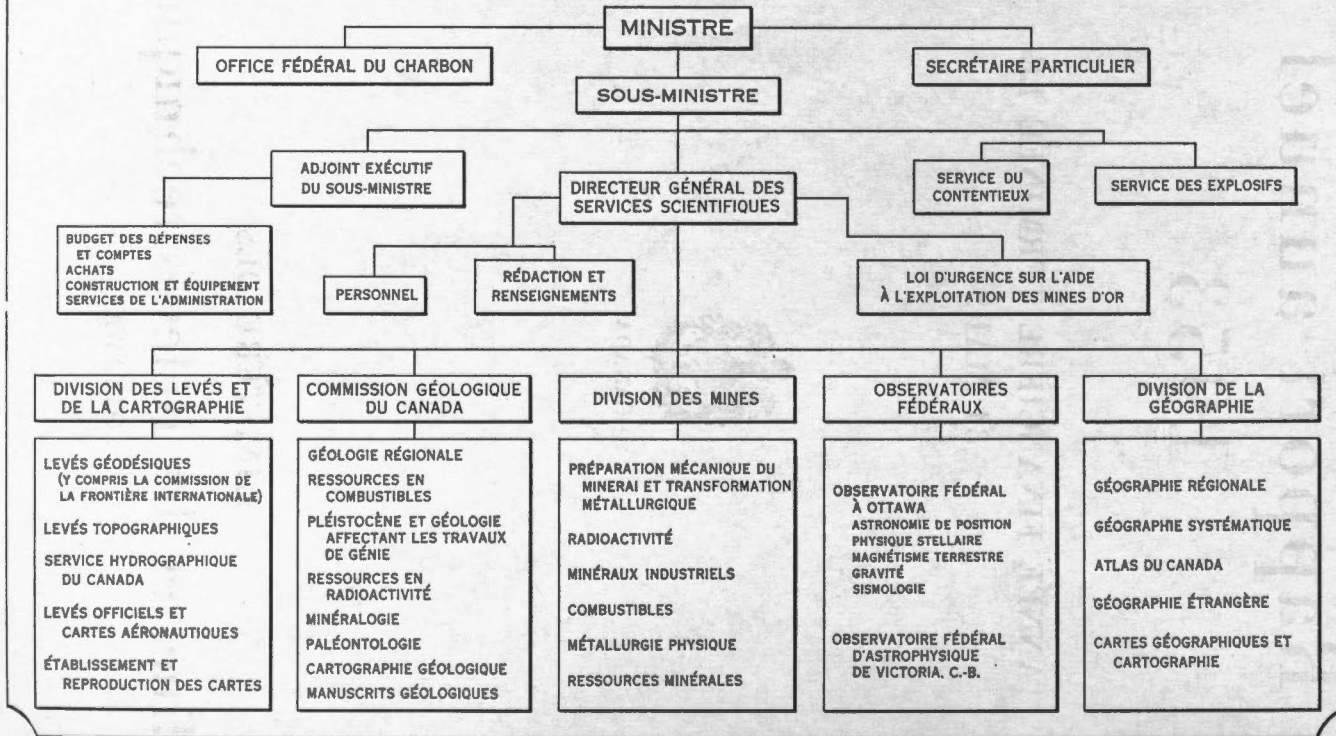 MINISTRE
OFFICE FÉDÉRAL DU CHARBON
SECRÉTAIRE PARTICULIER
SOUS-MINISTRE
ADJOINT EXÉCUTIF
DU SOUS-MINISTRE
DIRECTEUR GÉNÉRAL DES
SERVICES SCIENTIFIQUES
SERVICE DU
CONTENTIEUX
SERVICE DES EXPLOSIFS
BUDGET DES DÉPENSES
ET COMPTES
ACHATS
CONSTRUCTION ET ÉQUIPEMENT
SERVICES DE L'ADMINISTRATION
PERSONNEL
RÉDACTION ET
RENSEIGNEMENTS
LOI D'URGENCE SUR L'AIDE
À L'EXPLOITATION DES MINES D'OR
DIVISION DES LEVÉS ET
DE LA CARTOGRAPHIE
LEVÉS GÉODÉSIQUES
(Y COMPRIS LA COMMISSION DE
LA FRONTIÈRE INTERNATIONALE)
LEVÉS TOPOGRAPHIQUES
SERVICE HYDROGRAPHIQUE
DU CANADA
LEVÉS OFFICIELS ET
CARTES AÉRONAUTIQUES
ÉTABLISSEMENT ET
REPRODUCTION DES CARTES
COMMISSION GÉOLOGIQUE
DU CANADA
GÉOLOGIE RÉGIONALE
RESSOURCES EN
COMBUSTIBLES
PLÉISTOCÈNE ET GÉOLOGIE
AFFECTANT LES TRAVAUX
DE GÉNIE
RESSOURCES EN
RADIOACTIVITÉ
MINÉRALOGIE
PALÉONTOLOGIE
CARTOGRAPHIE GÉOLOGIQUE
MANUSCRITS GÉOLOGIQUES
DIVISION DES MINES
PRÉPARATION MÉCANIQUE DU
MINERAI ET TRANSFORMATION
MÉTALLURGIQUE
RADIOACTIVITÉ
MINÉRAUX INDUSTRIELS
COMBUSTIBLES
MÉTALLURGIE PHYSIQUE
RESSOURCES MINÉRALES
OBSERVATOIRES
FÉDÉRAUX
OBSERVATOIRE FÉDÉRAL
À OTTAWA
ASTRONOMIE DE POSITION
PHYSIQUE STELLAIRE
MAGNÉTISME TERRESTRE
GRAVITÉ
SISMOLOGIE
OBSERVATOIRE FÉDÉRAL
D'ASTROPHYSIQUE
DE VICTORIA, C.-B.
DIVISION DE LA
GÉOGRAPHIE
GÉOGRAPHIE RÉGIONALE
GÉOGRAPHIE SYSTÉMATIQUE
ATLAS DU CANADA
GÉOGRAPHIE ÉTRANGÈRE
CARTES GÉOGRAPHIQUES ET
CARTOGRAPHIE